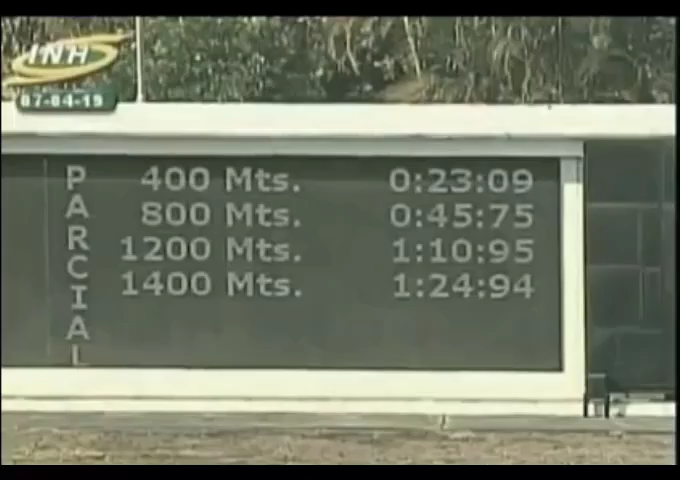 INH
07-04-19
PARCIAL
400 Mts. 0:23:09
800 Mts. 0:45:75
1200 Mts. 1:10:95
1400 Mts. 1:24:94